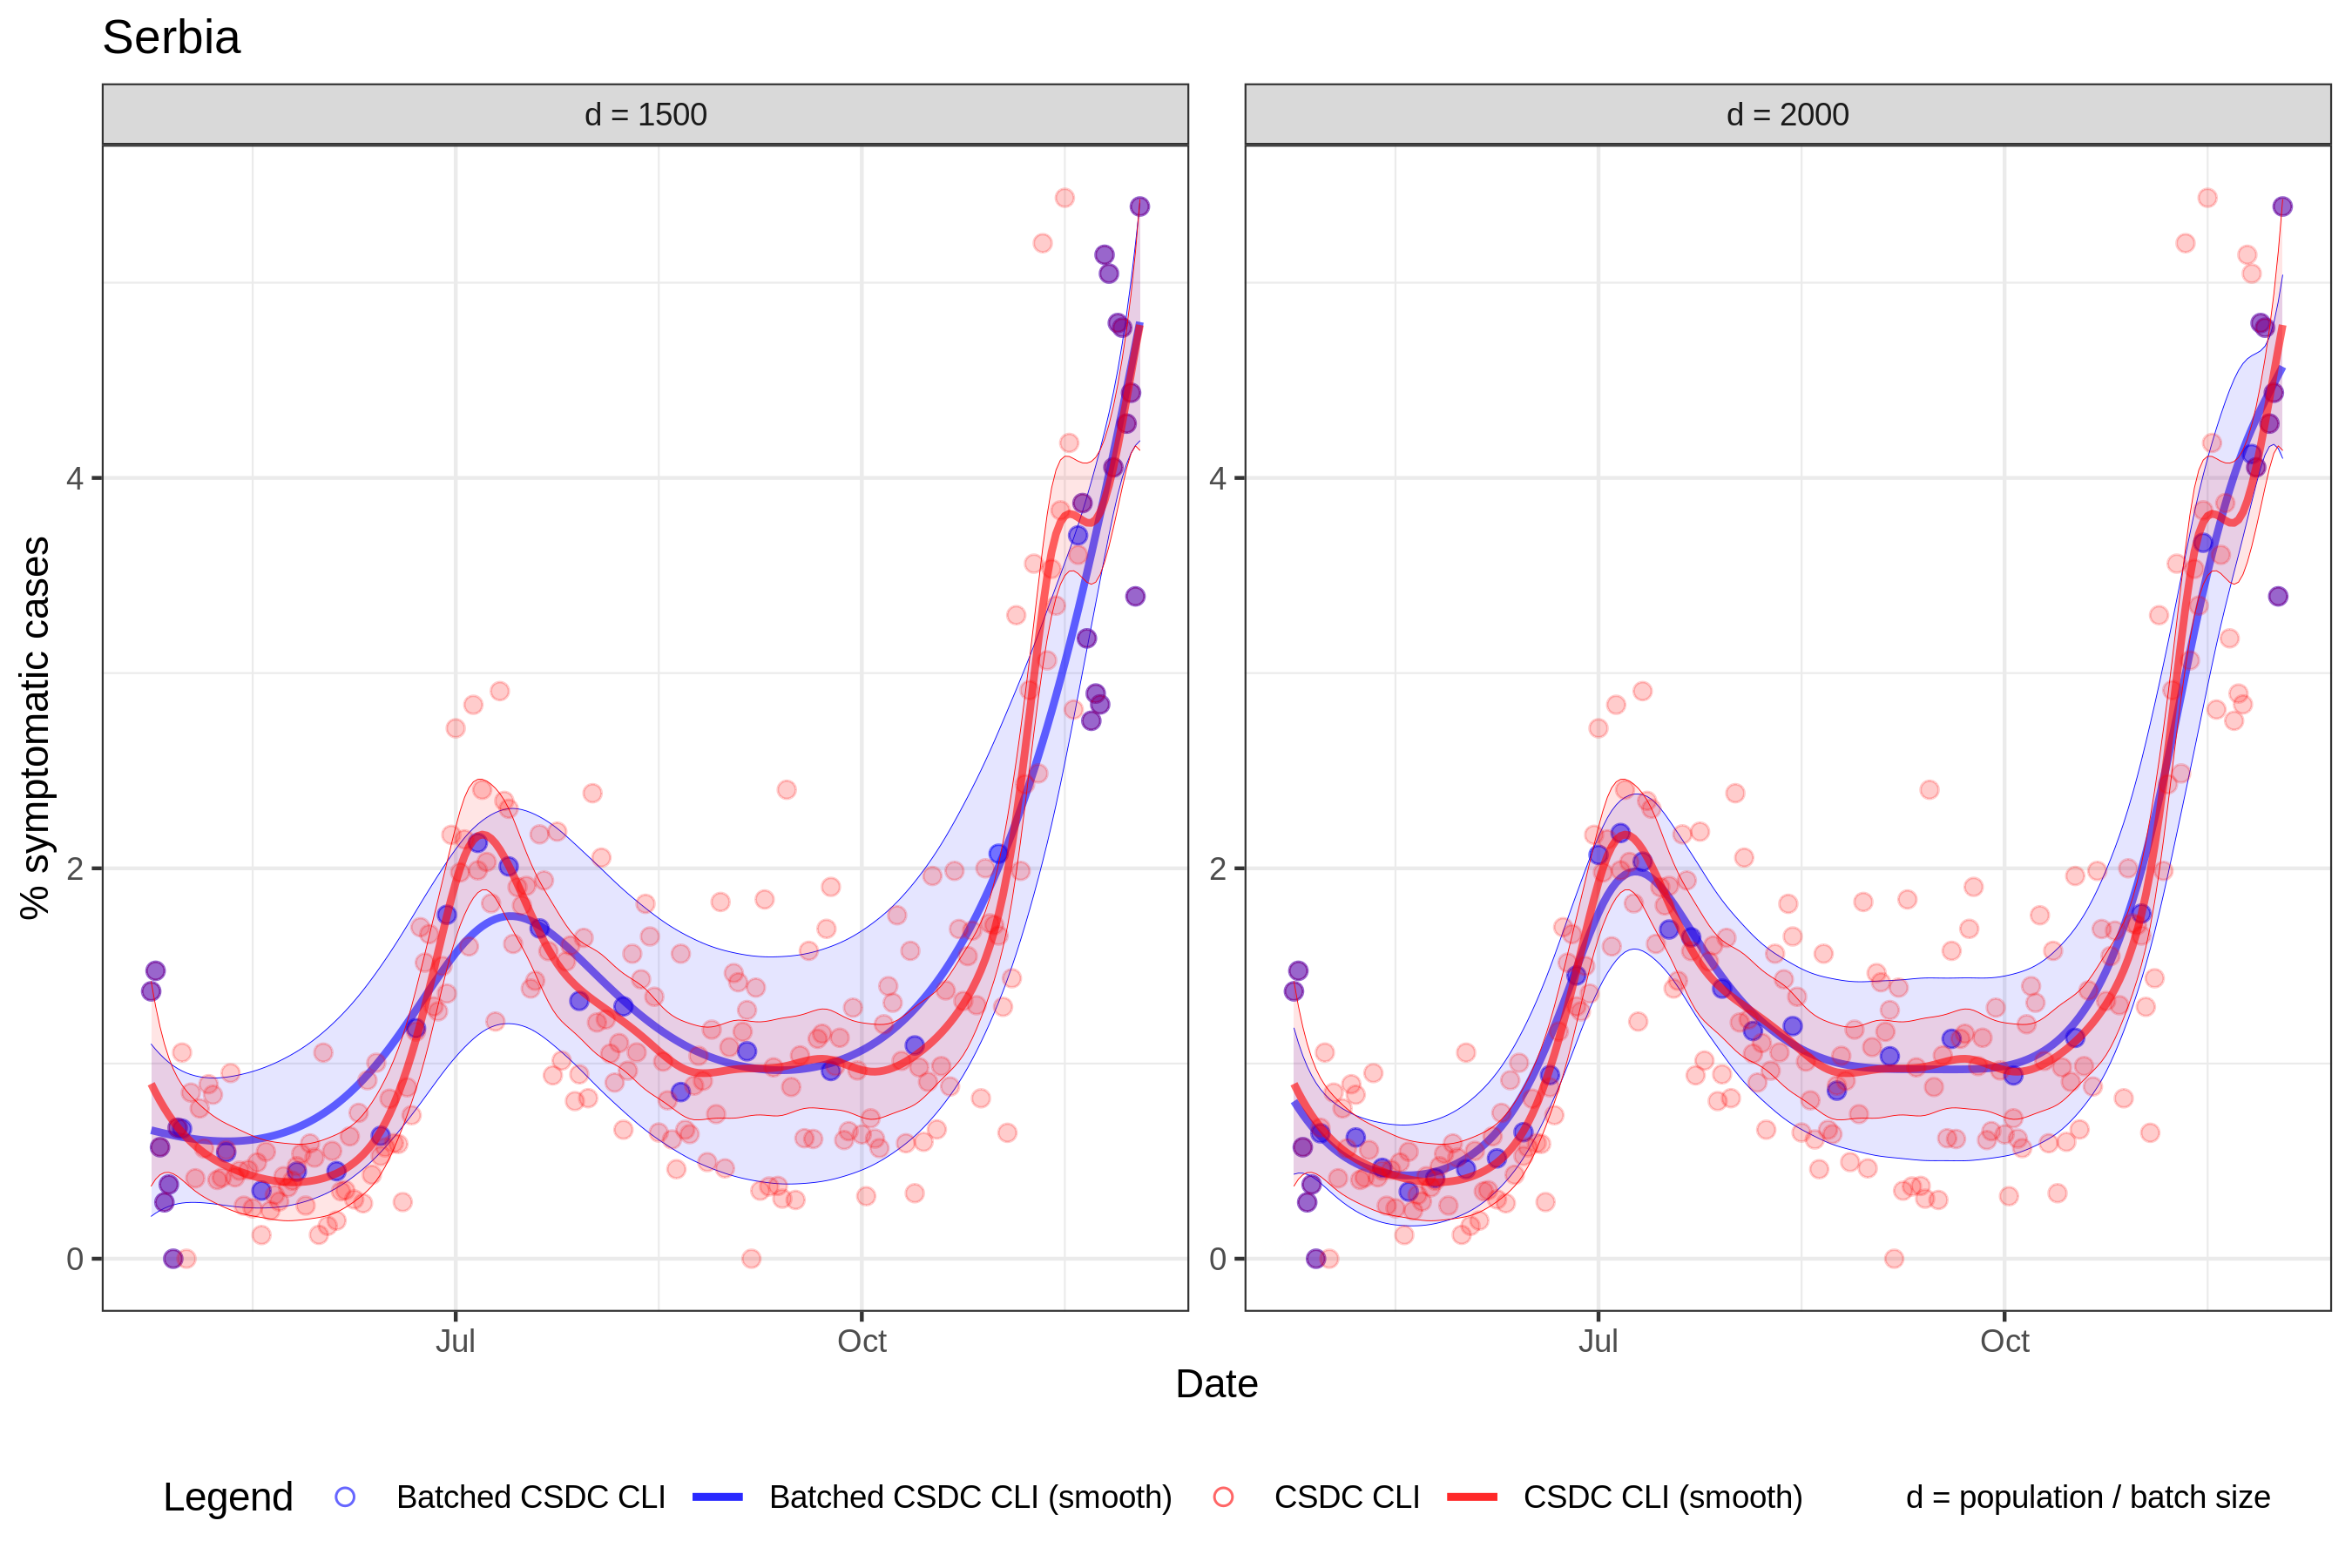 Serbia
d = 1500
d = 2000
% symptomatic cases
4
2
0
4
2
0
Jul
Oct
Jul
Oct
Date
Legend
Batched CSDC CLI
Batched CSDC CLI (smooth)
CSDC CLI
CSDC CLI (smooth)
d = population / batch size